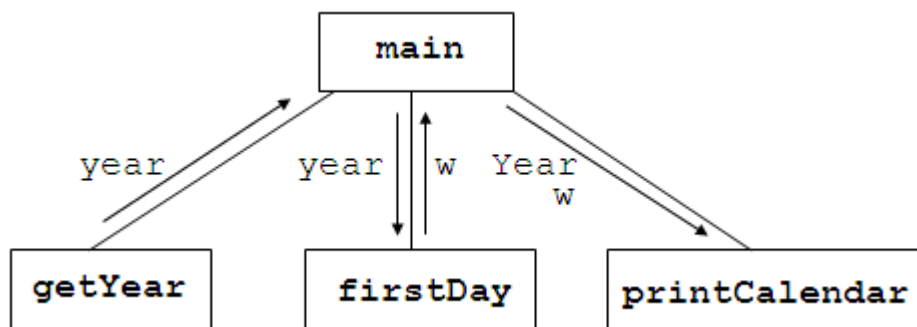 main
year
year
w
Year
w
getYear
firstDay
printCalendar